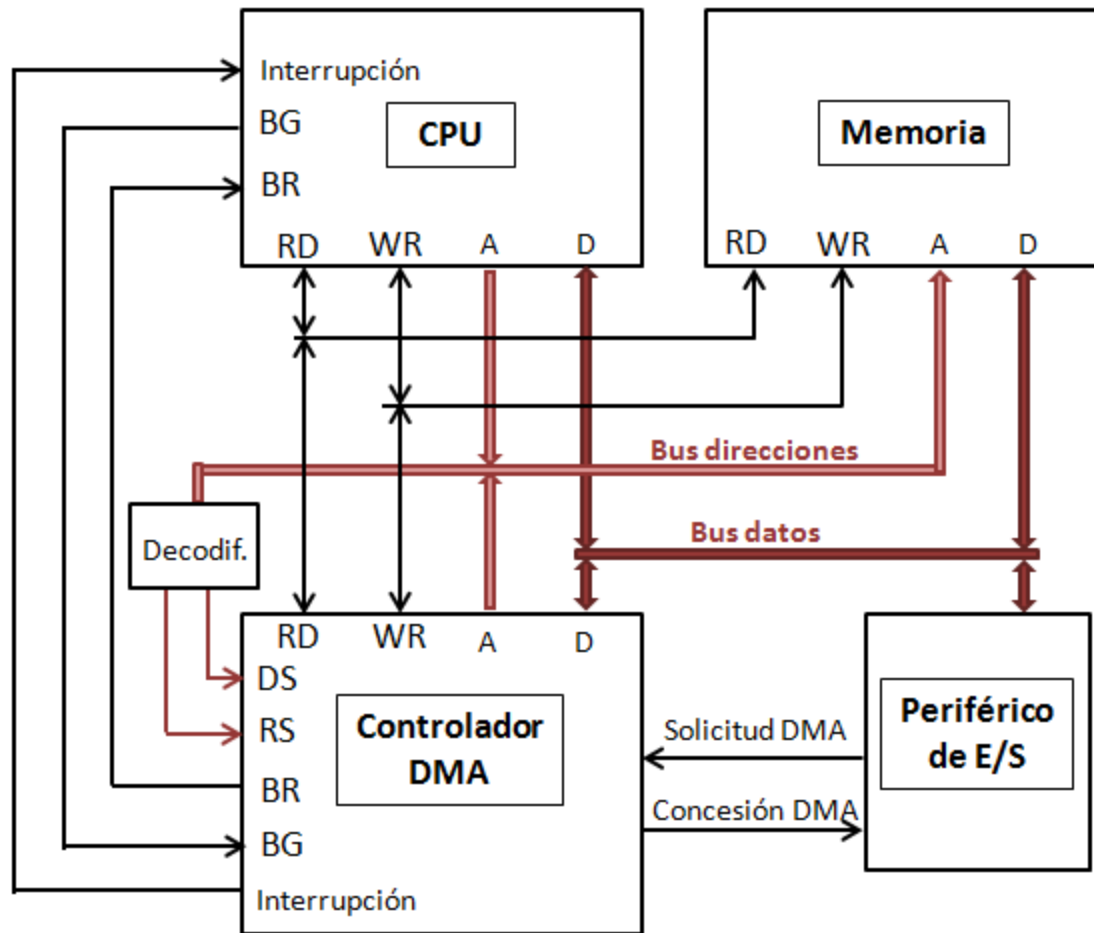 Interrupción
BG
CPU
BR
RD WR A D
Memoria
RD WR A D
Bus direcciones
Bus datos
Decodif.
RD WR A D
DS
RS
BR
BG
Interrupción
Controlador
DMA
Solicitud DMA
Concesión DMA
Periférico
de E/S